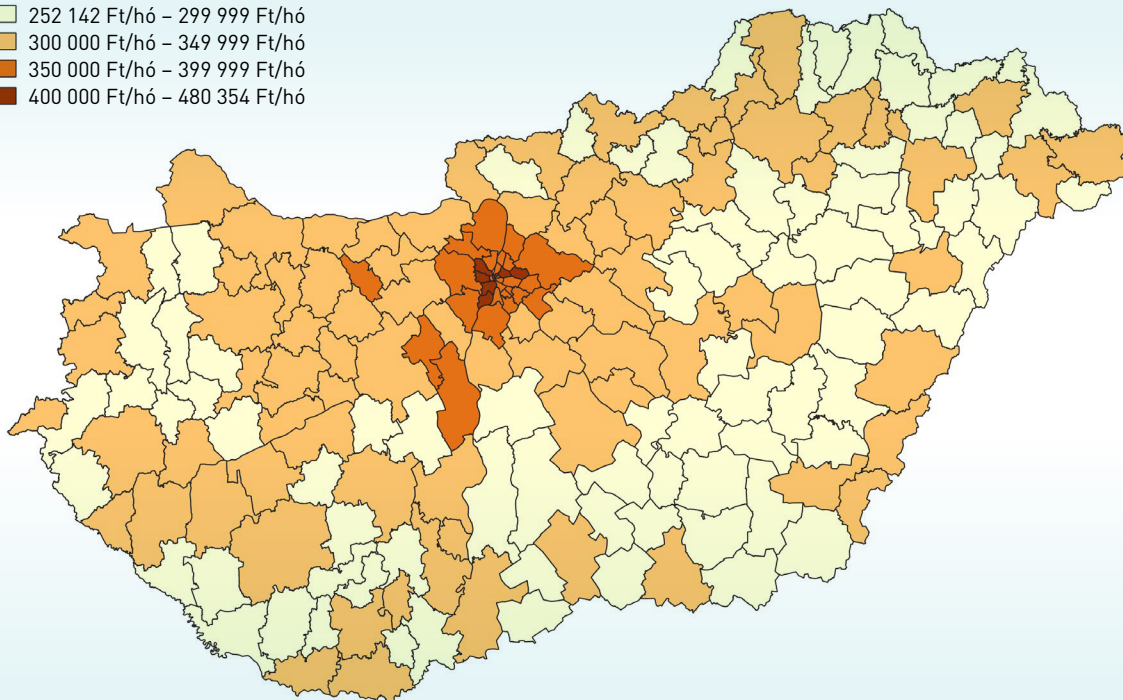 252 142 Ft/hó – 299 999 Ft/hó
300 000 Ft/hó – 349 999 Ft/hó
350 000 Ft/hó – 399 999 Ft/hó
400 000 Ft/hó – 480 354 Ft/hó